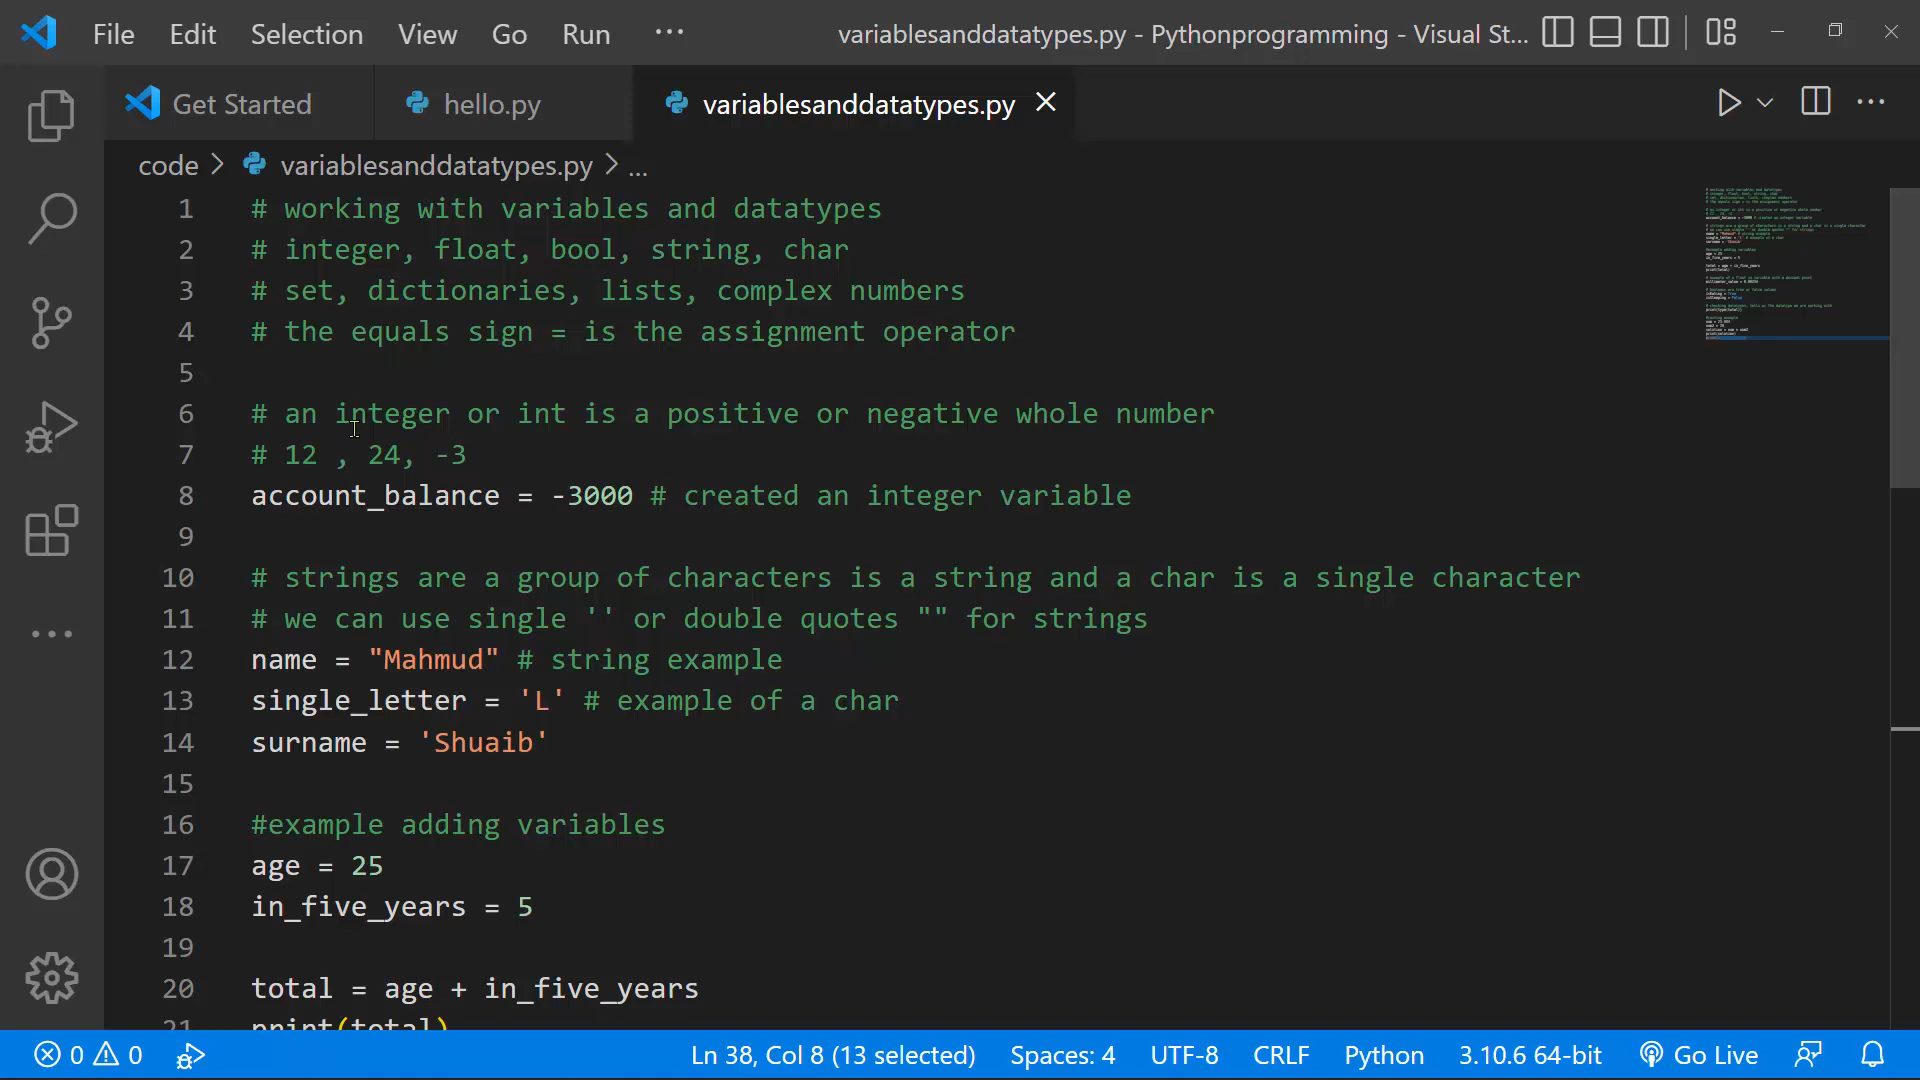 File Edit Selection View Go Run ... variablesanddatatypes.py - Pythonprogramming - Visual St...
Get Started hello.py variablesanddatatypes.py
code > variablesanddatatypes.py > ...
1 # working with variables and datatypes
2 # integer, float, bool, string, char
3 # set, dictionaries, lists, complex numbers
4 # the equals sign = is the assignment operator
5
6 # an integer or int is a positive or negative whole number
7 # 12 , 24, -3
8 account_balance = -3000 # created an integer variable
9
10 # strings are a group of characters is a string and a char is a single character
11 # we can use single '' or double quotes "" for strings
12 name = "Mahmud" # string example
13 single_letter = 'L' # example of a char
14 surname = 'Shuaib'
15
16 #example adding variables
17 age = 25
18 in_five_years = 5
19
20 total = age + in_five_years
21 print(total)
0 0 Ln 38, Col 8 (13 selected) Spaces: 4 UTF-8 CRLF Python 3.10.6 64-bit Go Live